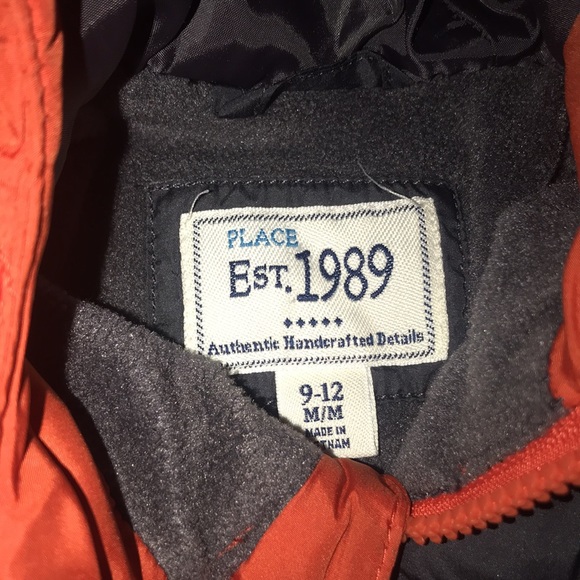 PLACE
EST. 1989
Authentic Handcrafted Details
9-12
M/M
MADE IN